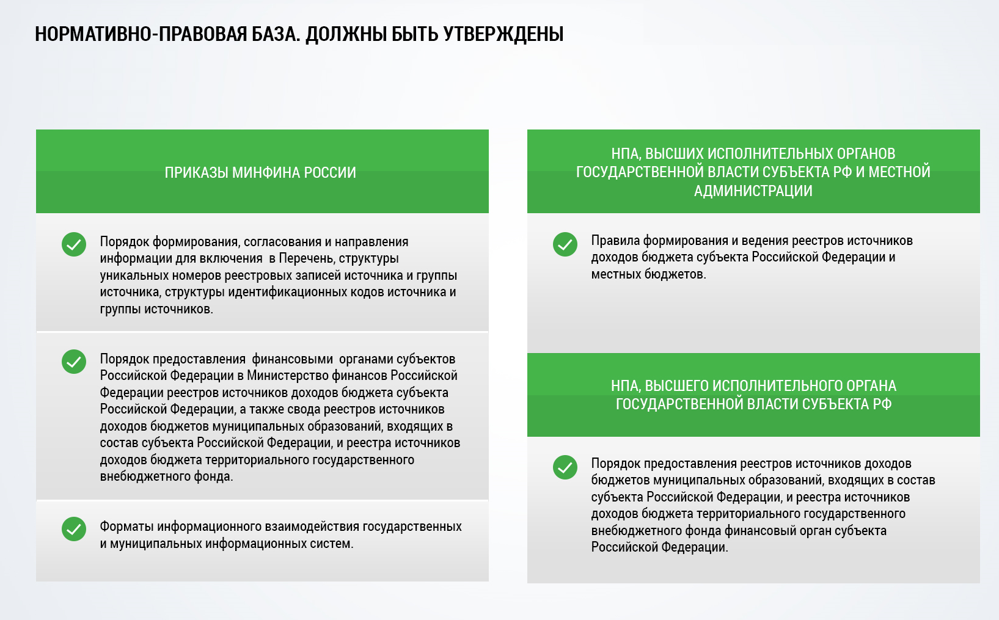 НОРМАТИВНО-ПРАВОВАЯ БАЗА. ДОЛЖНЫ БЫТЬ УТВЕРЖДЕНЫ
ПРИКАЗЫ МИНФИНА РОССИИ
Порядок формирования, согласования и направления
информации для включения  в Перечень, структуры
уникальных номеров реестровых записей источника и группы
источника, структуры идентификационных кодов источника и
группы источников.
Порядок предоставления  финансовыми  органами субъектов
Российской Федерации в Министерство финансов Российской
Федерации реестров источников доходов бюджета субъекта
Российской Федерации, а также свода реестров источников
доходов бюджетов муниципальных образований, входящих в
состав субъекта Российской Федерации, и реестра источников
доходов бюджета территориального государственного
внебюджетного фонда.
Форматы информационного взаимодействия государственных
и муниципальных информационных систем.
НПА, ВЫСШИХ ИСПОЛНИТЕЛЬНЫХ ОРГАНОВ
ГОСУДАРСТВЕННОЙ ВЛАСТИ СУБЪЕКТА РФ И МЕСТНОЙ
АДМИНИСТРАЦИИ
Правила формирования и ведения реестров источников
доходов бюджета субъекта Российской Федерации и
местных бюджетов.
НПА, ВЫСШЕГО ИСПОЛНИТЕЛЬНОГО ОРГАНА
ГОСУДАРСТВЕННОЙ ВЛАСТИ СУБЪЕКТА РФ
Порядок предоставления реестров источников доходов
бюджетов муниципальных образований, входящих в состав
субъекта Российской Федерации, и реестра источников
доходов бюджета территориального государственного
внебюджетного фонда финансовый орган субъекта
Российской Федерации.